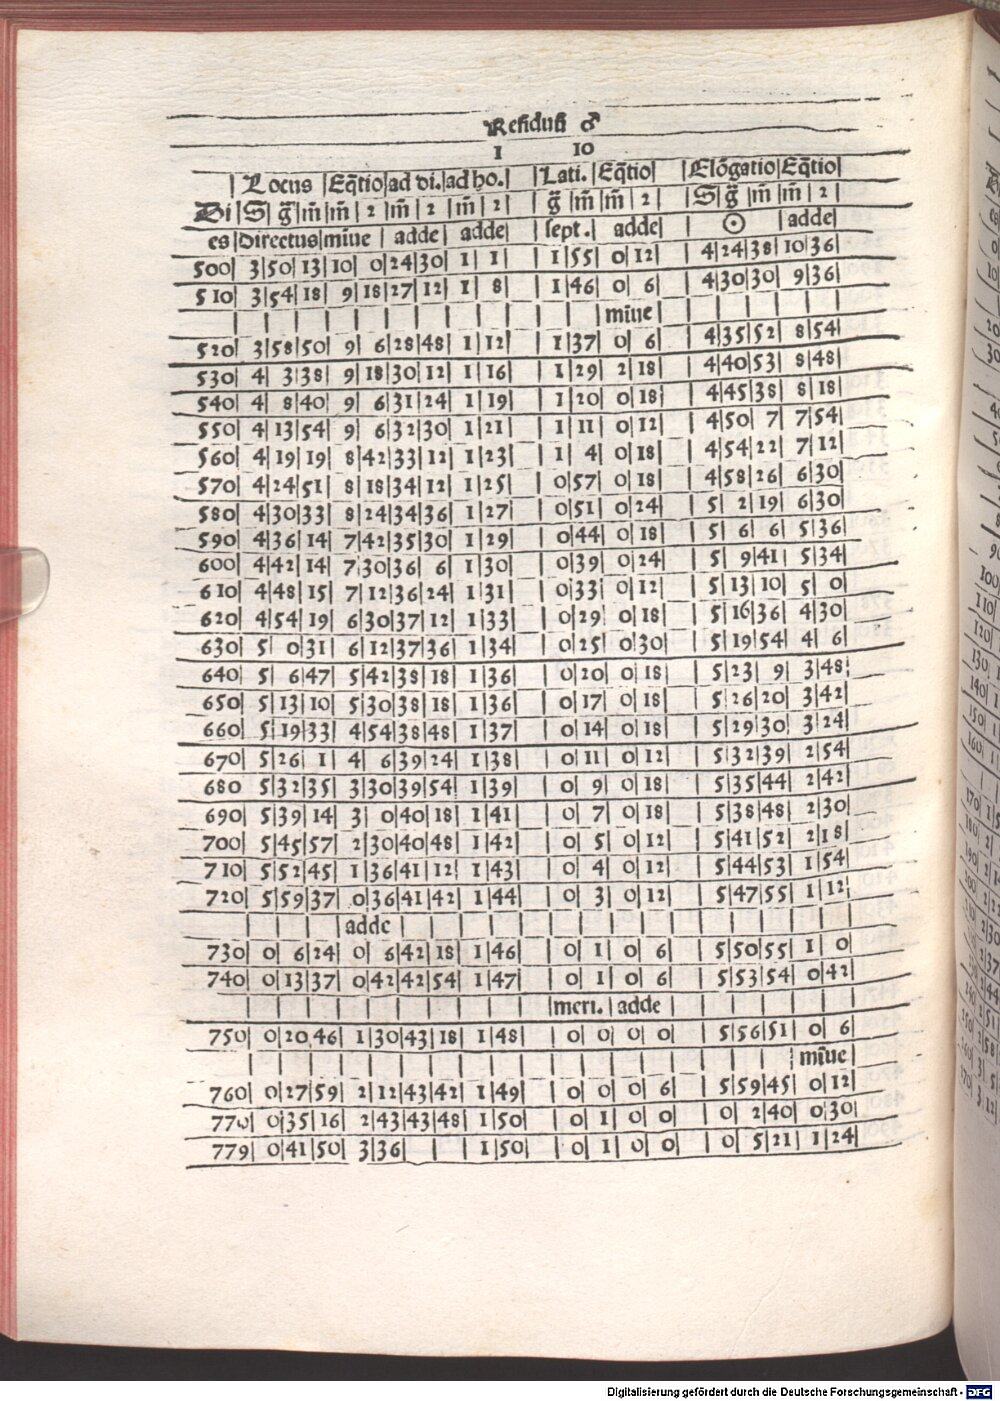 Residuū ♂
1 10
Locus | Eq̄tio | ad di. | ad ho. | Lati. | Eq̄tio | Elōgatio | Eq̄tio
Di | S | g̃ | m̄ | m̄ | 2 | m̄ | 2 | m̄ | 2 | g̃ | m̄ | m̄ | 2 | S | g̃ | m̄ | m̄ | 2
es | directus | mīue | adde | adde | sept. | adde | ☉ | adde
500 | 3 | 50 | 13 | 10 | 0 | 24 | 30 | 1 | 1 | 1 | 55 | 0 | 12 | 4 | 24 | 38 | 10 | 36
510 | 3 | 54 | 18 | 9 | 18 | 27 | 12 | 1 | 8 | 1 | 46 | 0 | 6 | 4 | 30 | 30 | 9 | 36
mīue
520 | 3 | 58 | 50 | 9 | 6 | 28 | 48 | 1 | 12 | 1 | 37 | 0 | 6 | 4 | 35 | 52 | 8 | 54
530 | 4 | 3 | 38 | 9 | 18 | 30 | 12 | 1 | 16 | 1 | 29 | 2 | 18 | 4 | 40 | 53 | 8 | 48
540 | 4 | 8 | 40 | 9 | 6 | 31 | 24 | 1 | 19 | 1 | 20 | 0 | 18 | 4 | 45 | 38 | 8 | 18
550 | 4 | 13 | 54 | 9 | 6 | 32 | 30 | 1 | 21 | 1 | 11 | 0 | 12 | 4 | 50 | 7 | 7 | 54
560 | 4 | 19 | 19 | 8 | 42 | 33 | 12 | 1 | 23 | 1 | 4 | 0 | 18 | 4 | 54 | 22 | 7 | 12
570 | 4 | 24 | 51 | 8 | 18 | 34 | 12 | 1 | 25 | 0 | 57 | 0 | 18 | 4 | 58 | 26 | 6 | 30
580 | 4 | 30 | 33 | 8 | 24 | 34 | 36 | 1 | 27 | 0 | 51 | 0 | 24 | 5 | 2 | 19 | 6 | 30
590 | 4 | 36 | 14 | 7 | 42 | 35 | 30 | 1 | 29 | 0 | 44 | 0 | 18 | 5 | 6 | 6 | 5 | 36
600 | 4 | 42 | 14 | 7 | 30 | 36 | 6 | 1 | 30 | 0 | 39 | 0 | 24 | 5 | 9 | 41 | 5 | 34
610 | 4 | 48 | 15 | 7 | 12 | 36 | 24 | 1 | 31 | 0 | 33 | 0 | 12 | 5 | 13 | 10 | 5 | 0
620 | 4 | 54 | 19 | 6 | 30 | 37 | 12 | 1 | 33 | 0 | 29 | 0 | 18 | 5 | 16 | 36 | 4 | 30
630 | 5 | 0 | 31 | 6 | 12 | 37 | 36 | 1 | 34 | 0 | 25 | 0 | 30 | 5 | 19 | 54 | 4 | 6
640 | 5 | 6 | 47 | 5 | 42 | 38 | 18 | 1 | 36 | 0 | 20 | 0 | 18 | 5 | 23 | 9 | 3 | 48
650 | 5 | 13 | 10 | 5 | 30 | 38 | 18 | 1 | 36 | 0 | 17 | 0 | 18 | 5 | 26 | 20 | 3 | 42
660 | 5 | 19 | 33 | 4 | 54 | 38 | 48 | 1 | 37 | 0 | 14 | 0 | 18 | 5 | 29 | 30 | 3 | 24
670 | 5 | 26 | 1 | 4 | 6 | 39 | 24 | 1 | 38 | 0 | 11 | 0 | 12 | 5 | 32 | 39 | 2 | 54
680 | 5 | 32 | 35 | 3 | 30 | 39 | 54 | 1 | 39 | 0 | 9 | 0 | 18 | 5 | 35 | 44 | 2 | 42
690 | 5 | 39 | 14 | 3 | 0 | 40 | 18 | 1 | 41 | 0 | 7 | 0 | 18 | 5 | 38 | 48 | 2 | 30
700 | 5 | 45 | 57 | 2 | 30 | 40 | 48 | 1 | 42 | 0 | 5 | 0 | 12 | 5 | 41 | 52 | 2 | 18
710 | 5 | 52 | 45 | 1 | 36 | 41 | 12 | 1 | 43 | 0 | 4 | 0 | 12 | 5 | 44 | 53 | 1 | 54
720 | 5 | 59 | 37 | 0 | 36 | 41 | 42 | 1 | 44 | 0 | 3 | 0 | 12 | 5 | 47 | 55 | 1 | 12
adde
730 | 0 | 6 | 24 | 0 | 6 | 42 | 18 | 1 | 46 | 0 | 1 | 0 | 6 | 5 | 50 | 55 | 1 | 0
740 | 0 | 13 | 37 | 0 | 42 | 42 | 54 | 1 | 47 | 0 | 1 | 0 | 6 | 5 | 53 | 54 | 0 | 42
meri. | adde
750 | 0 | 20 | 46 | 1 | 30 | 43 | 18 | 1 | 48 | 0 | 0 | 0 | 0 | 5 | 56 | 51 | 0 | 6
mīue
760 | 0 | 27 | 59 | 2 | 12 | 43 | 42 | 1 | 49 | 0 | 0 | 0 | 6 | 5 | 59 | 45 | 0 | 12
770 | 0 | 35 | 16 | 2 | 43 | 43 | 48 | 1 | 50 | 0 | 1 | 0 | 0 | 0 | 2 | 40 | 0 | 30
779 | 0 | 41 | 50 | 3 | 36 | | | 1 | 50 | 0 | 1 | 0 | 0 | 0 | 5 | 21 | 1 | 24
Digitalisierung gefördert durch die Deutsche Forschungsgemeinschaft - DFG